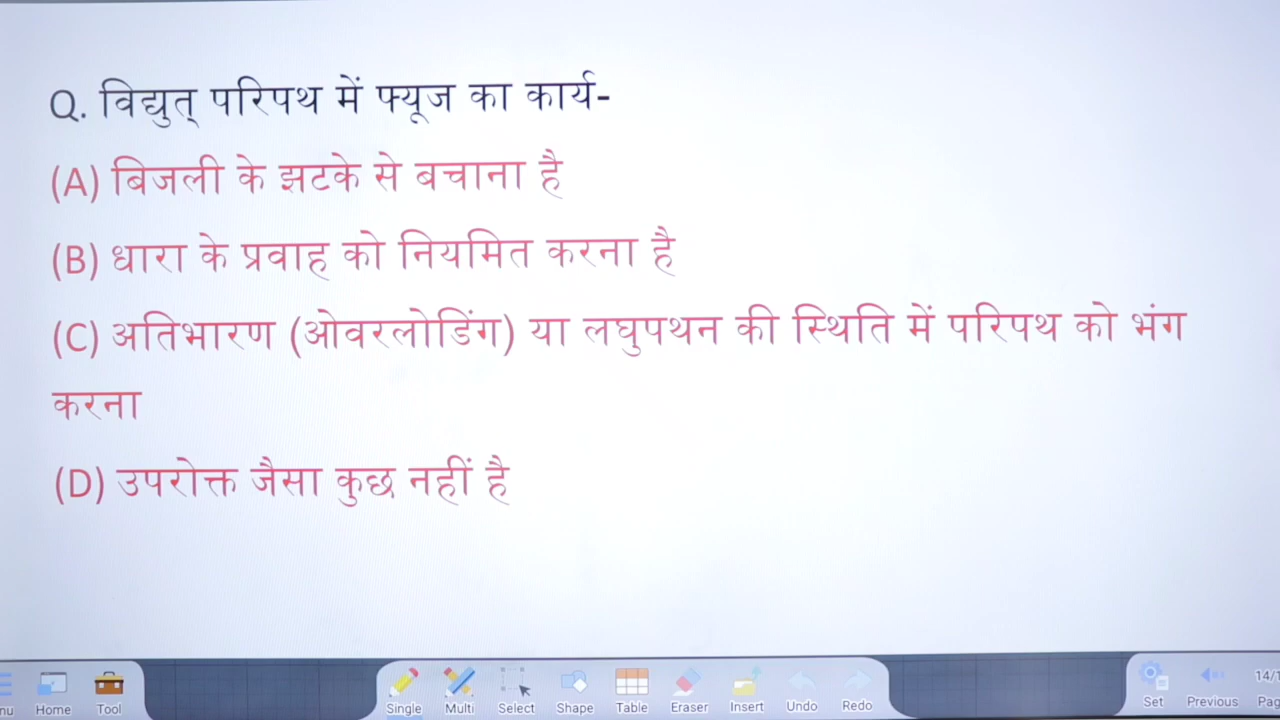 Q. विद्युत् परिपथ में फ्यूज का कार्य-
(A) बिजली के झटके से बचाना है
(B) धारा के प्रवाह को नियमित करना है
(C) अतिभारण (ओवरलोडिंग) या लघुपथन की स्थिति में परिपथ को भंग
करना
(D) उपरोक्त जैसा कुछ नहीं है
Home Tool Single Multi Select Shape Table Eraser Insert Undo Redo Set Previous